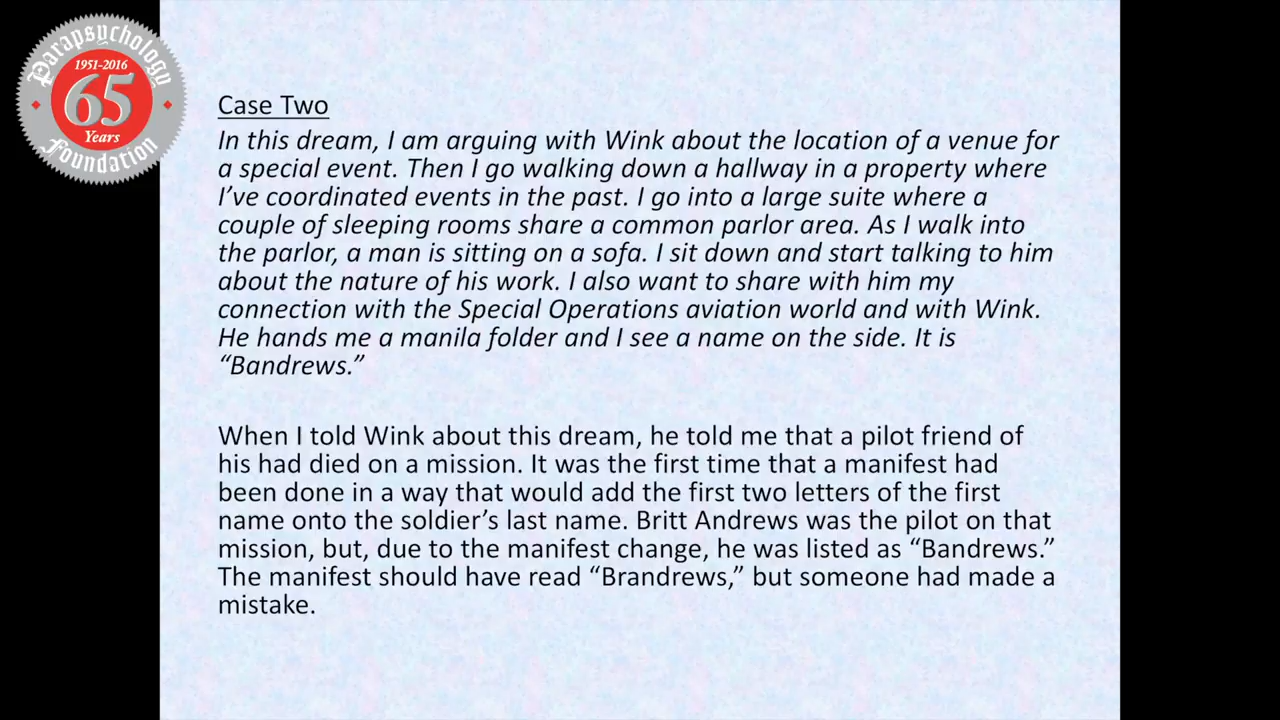 Parapsychology
1951-2016
65
Years
Foundation
Case Two
In this dream, I am arguing with Wink about the location of a venue for
a special event. Then I go walking down a hallway in a property where
I’ve coordinated events in the past. I go into a large suite where a
couple of sleeping rooms share a common parlor area. As I walk into
the parlor, a man is sitting on a sofa. I sit down and start talking to him
about the nature of his work. I also want to share with him my
connection with the Special Operations aviation world and with Wink.
He hands me a manila folder and I see a name on the side. It is
“Bandrews.”
When I told Wink about this dream, he told me that a pilot friend of
his had died on a mission. It was the first time that a manifest had
been done in a way that would add the first two letters of the first
name onto the soldier’s last name. Britt Andrews was the pilot on that
mission, but, due to the manifest change, he was listed as “Bandrews.”
The manifest should have read “Brandrews,” but someone had made a
mistake.